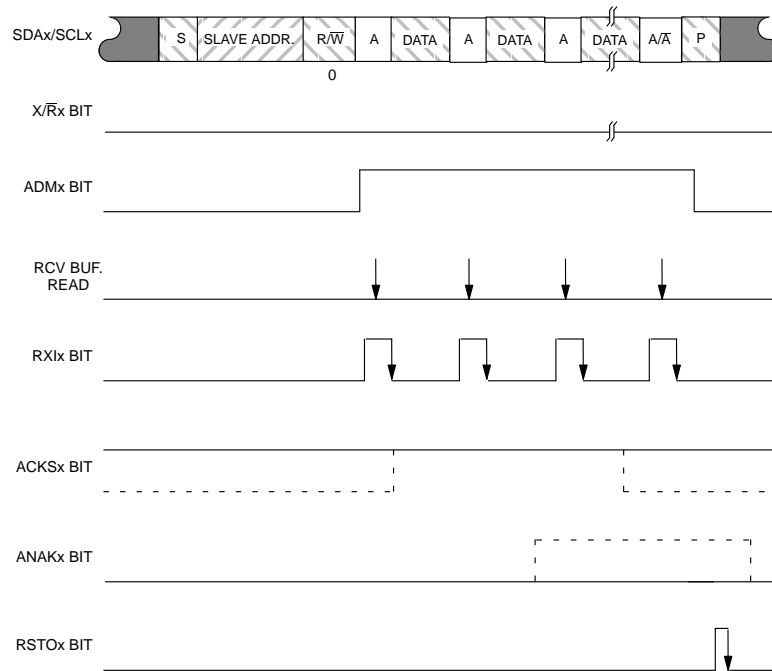 SDAx/SCLx
S SLAVE ADDR. R/W̅ A DATA A DATA A DATA A/A̅ P
0
X/R̅x BIT
ADMx BIT
RCV BUF.
READ
RXIx BIT
ACKSx BIT
ANAKx BIT
RSTOx BIT